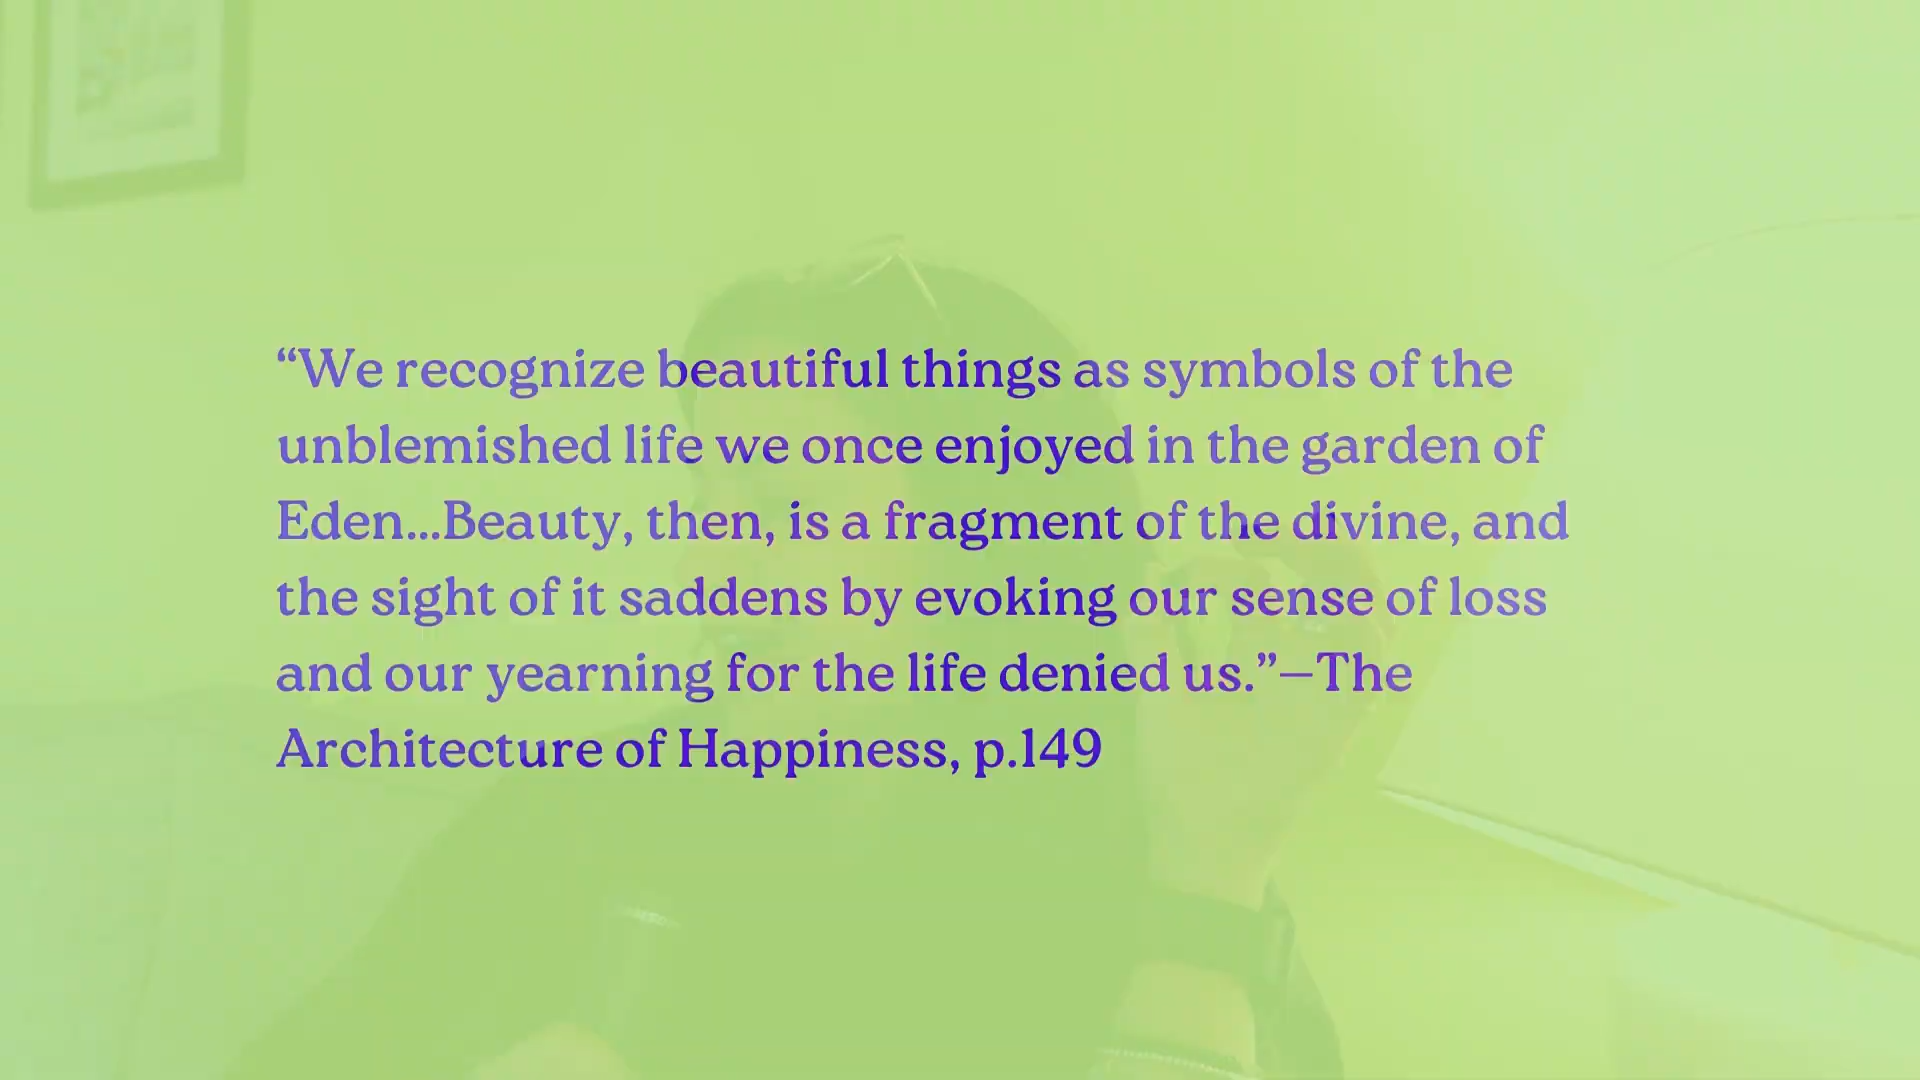 “We recognize beautiful things as symbols of the
unblemished life we once enjoyed in the garden of
Eden...Beauty, then, is a fragment of the divine, and
the sight of it saddens by evoking our sense of loss
and our yearning for the life denied us.”—The
Architecture of Happiness, p.149